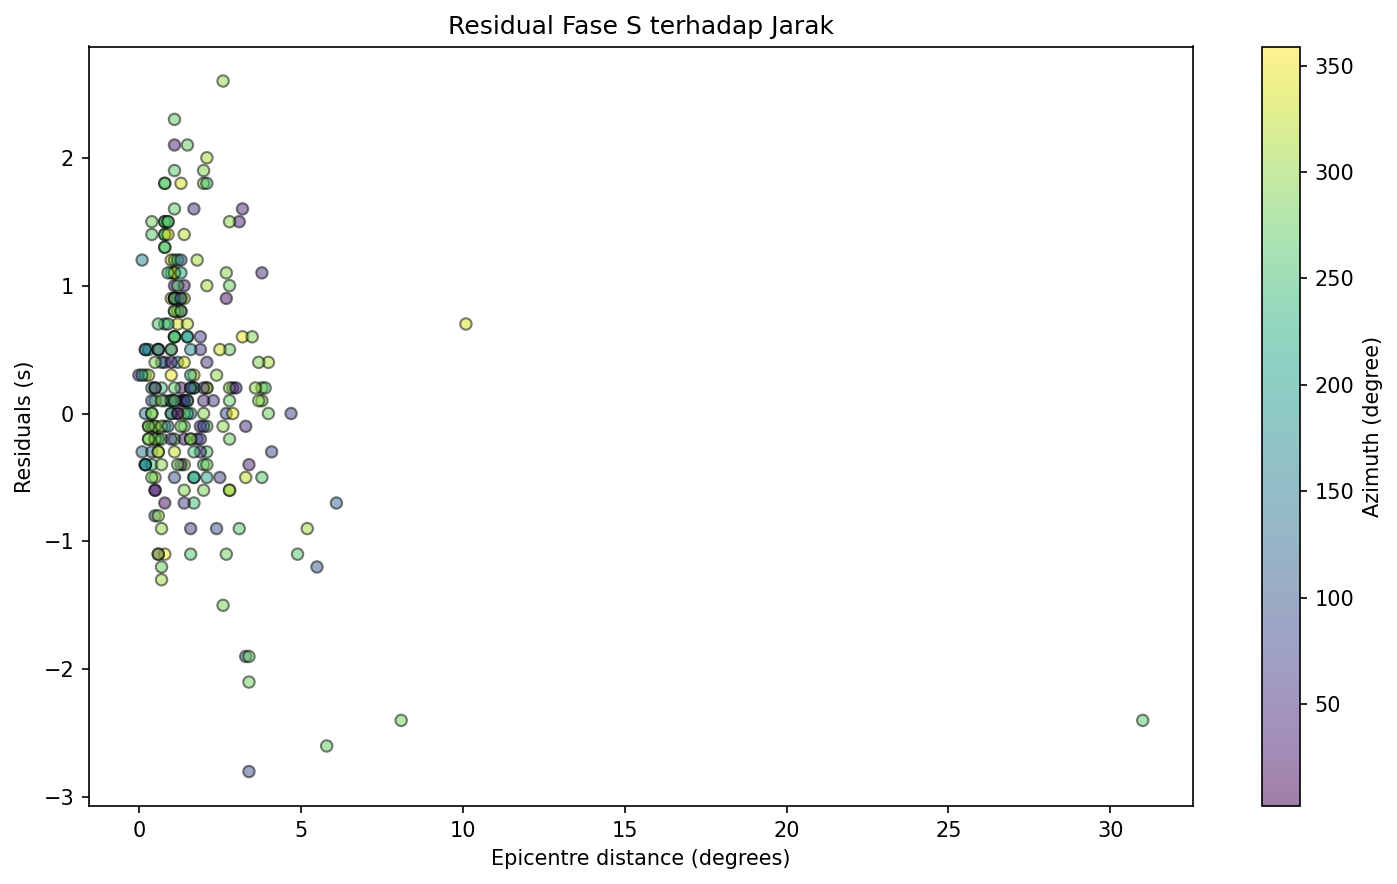 Residual Fase S terhadap Jarak
Residuals (s)
2
1
0
−1
−2
−3
0 5 10 15 20 25 30
Epicentre distance (degrees)
350
300
250
200
150
100
50
Azimuth (degree)